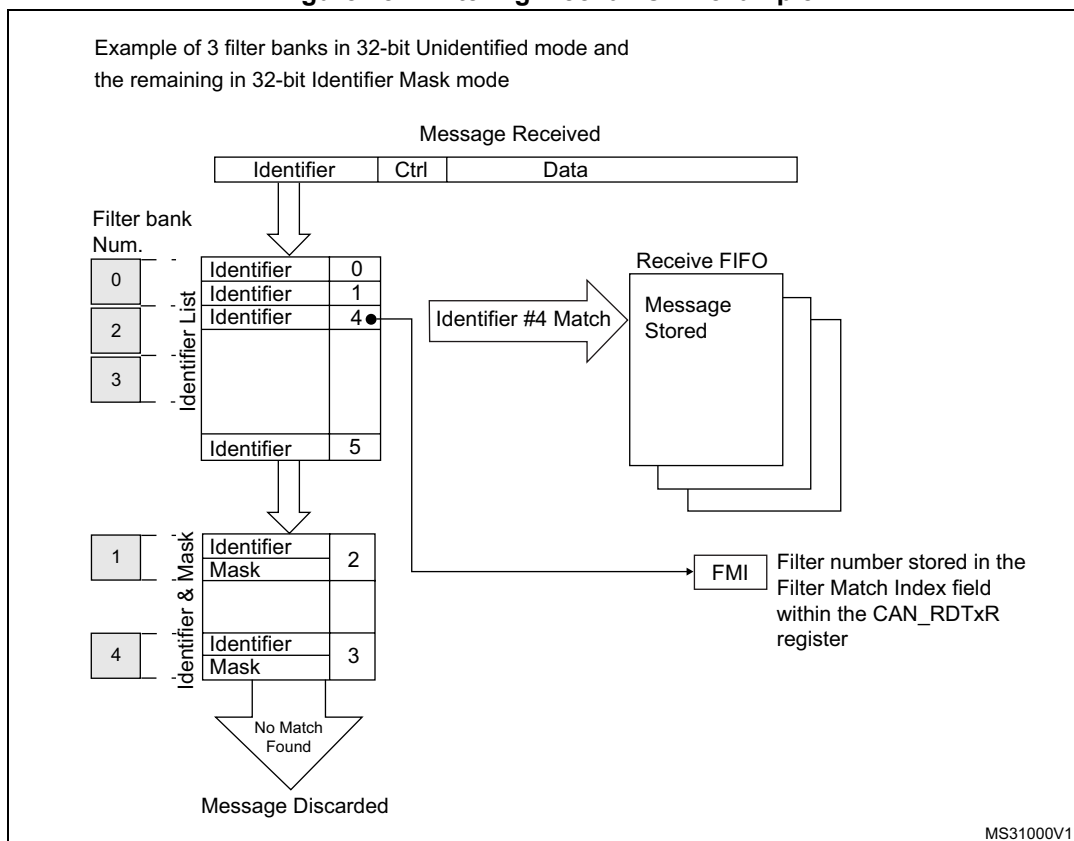 Example of 3 filter banks in 32-bit Unidentified mode and
the remaining in 32-bit Identifier Mask mode
Message Received
Identifier Ctrl Data
Filter bank
Num.
0
2
3
Identifier List
Identifier 0
Identifier 1
Identifier 4
Identifier 5
Identifier #4 Match
Receive FIFO
Message
Stored
1
4
Identifier & Mask
Identifier
Mask
2
Identifier
Mask
3
FMI
Filter number stored in the
Filter Match Index field
within the CAN_RDTxR
register
No Match
Found
Message Discarded
MS31000V1